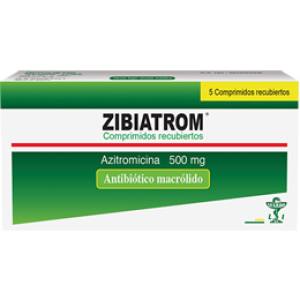 5 Comprimidos recubiertos
ZIBIATROM®
Comprimidos recubiertos
Azitromicina 500 mg
Antibiótico macrólido